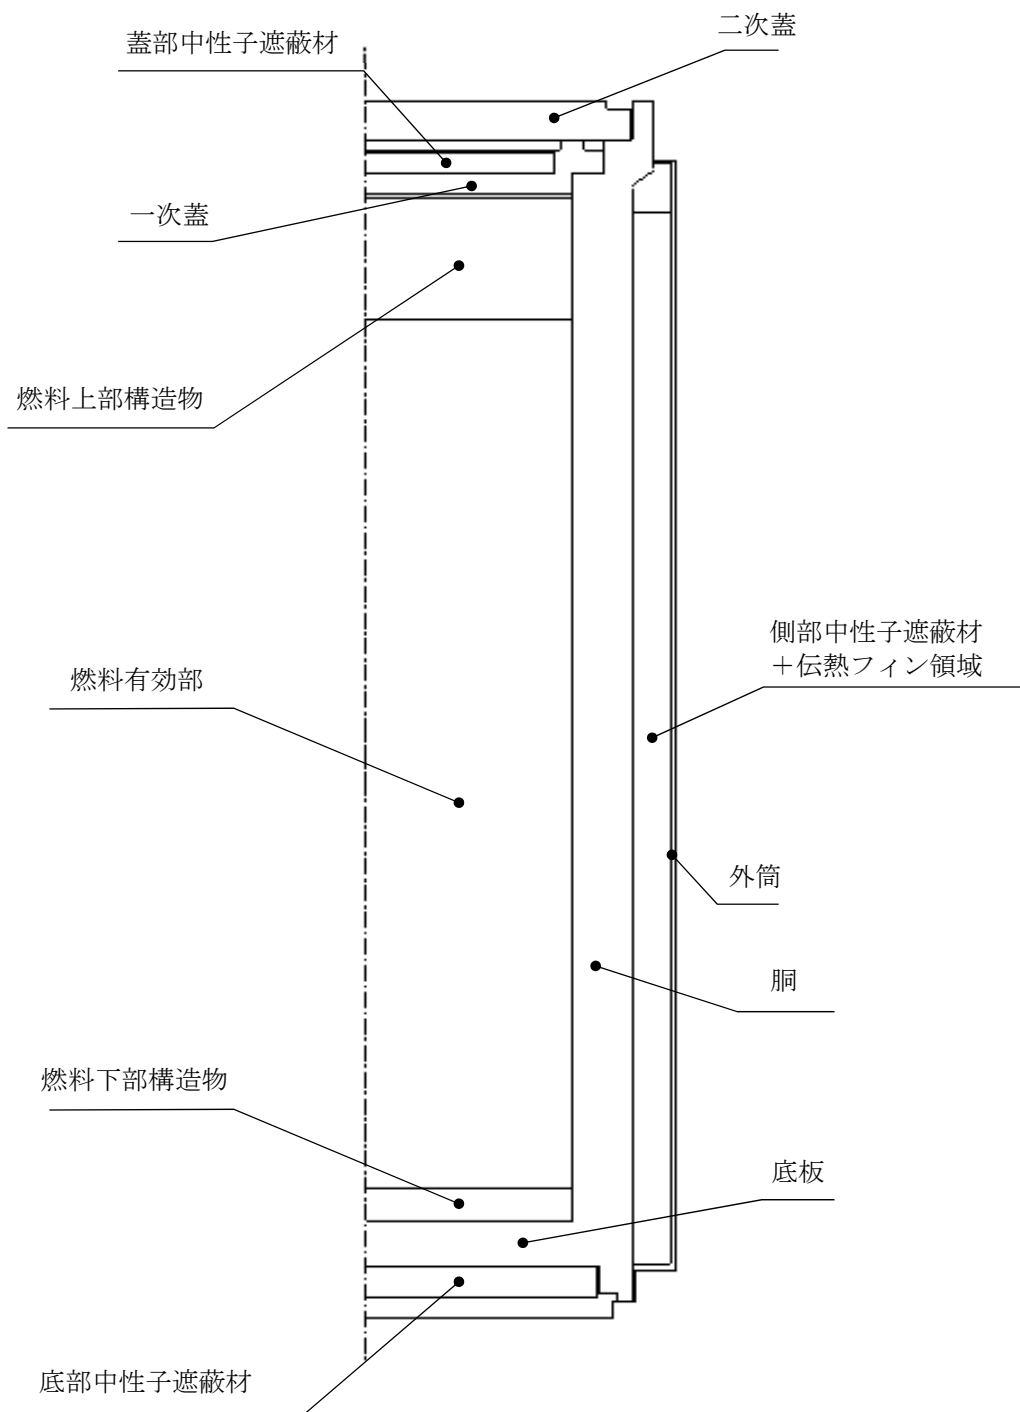 二次蓋
蓋部中性子遮蔽材
一次蓋
燃料上部構造物
側部中性子遮蔽材
＋伝熱フィン領域
燃料有効部
外筒
胴
燃料下部構造物
底板
底部中性子遮蔽材